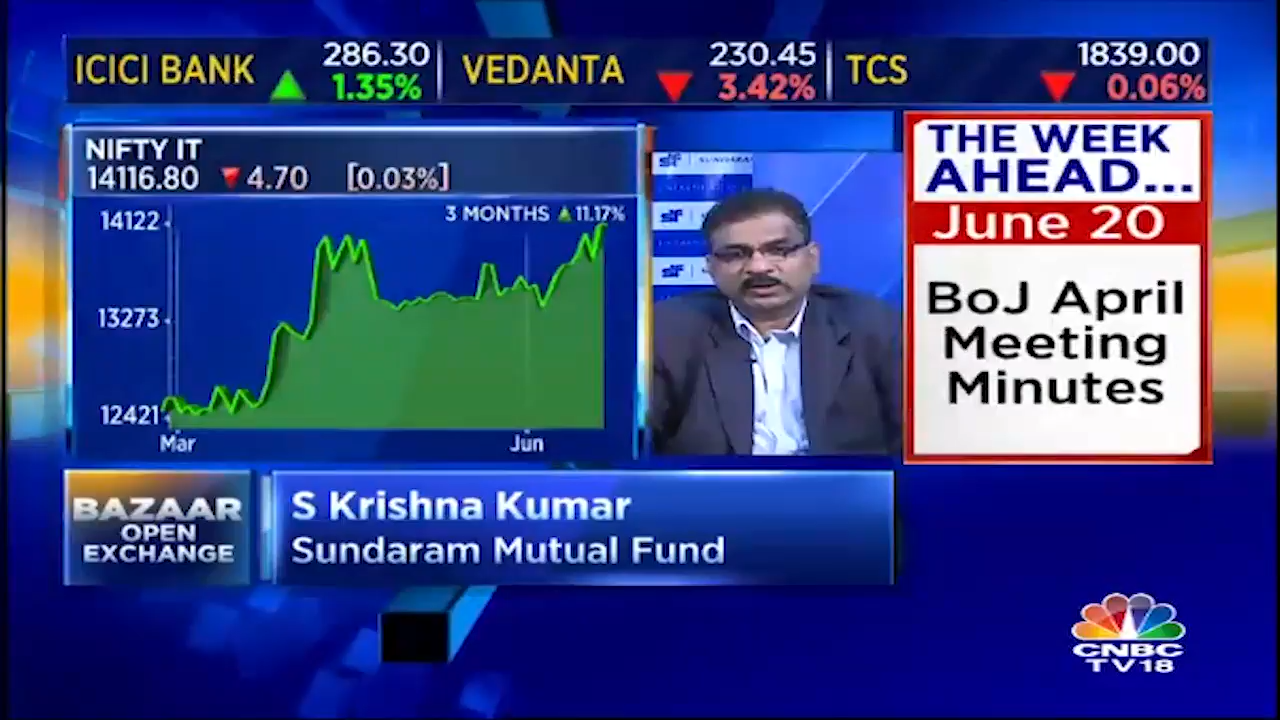 ICICI BANK 286.30 1.35% VEDANTA 230.45 3.42% TCS 1839.00 0.06%
NIFTY IT
14116.80 4.70 [0.03%]
3 MONTHS 11.17%
14122
13273
12421
Mar Jun
THE WEEK
AHEAD...
June 20
BoJ April
Meeting
Minutes
BAZAAR
OPEN
EXCHANGE
S Krishna Kumar
Sundaram Mutual Fund
CNBC
TV18